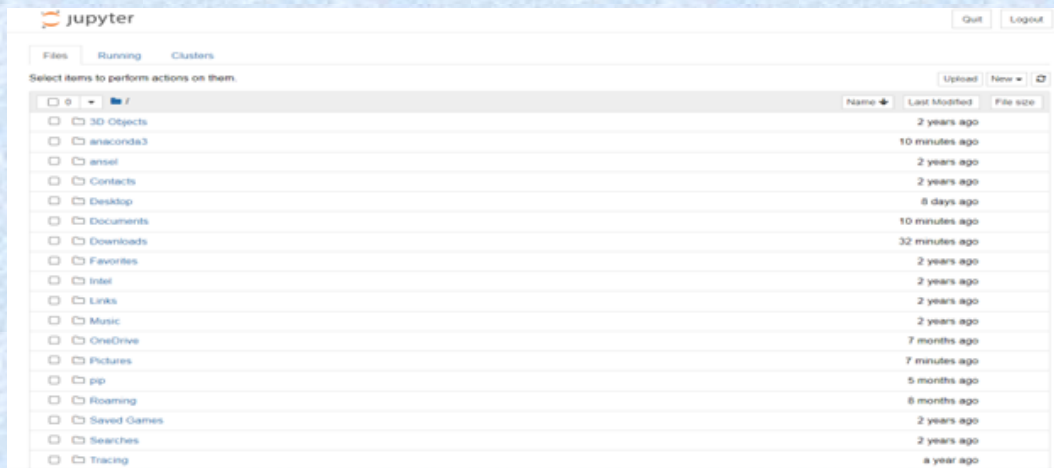 jupyter Quit Logout
Files Running Clusters
Select items to perform actions on them. Upload New
0 / Name Last Modified File size
3D Objects 2 years ago
anaconda3 10 minutes ago
ansel 2 years ago
Contacts 2 years ago
Desktop 8 days ago
Documents 10 minutes ago
Downloads 32 minutes ago
Favorites 2 years ago
Intel 2 years ago
Links 2 years ago
Music 2 years ago
OneDrive 7 months ago
Pictures 7 minutes ago
pip 5 months ago
Roaming 8 months ago
Saved Games 2 years ago
Searches 2 years ago
Tracing a year ago